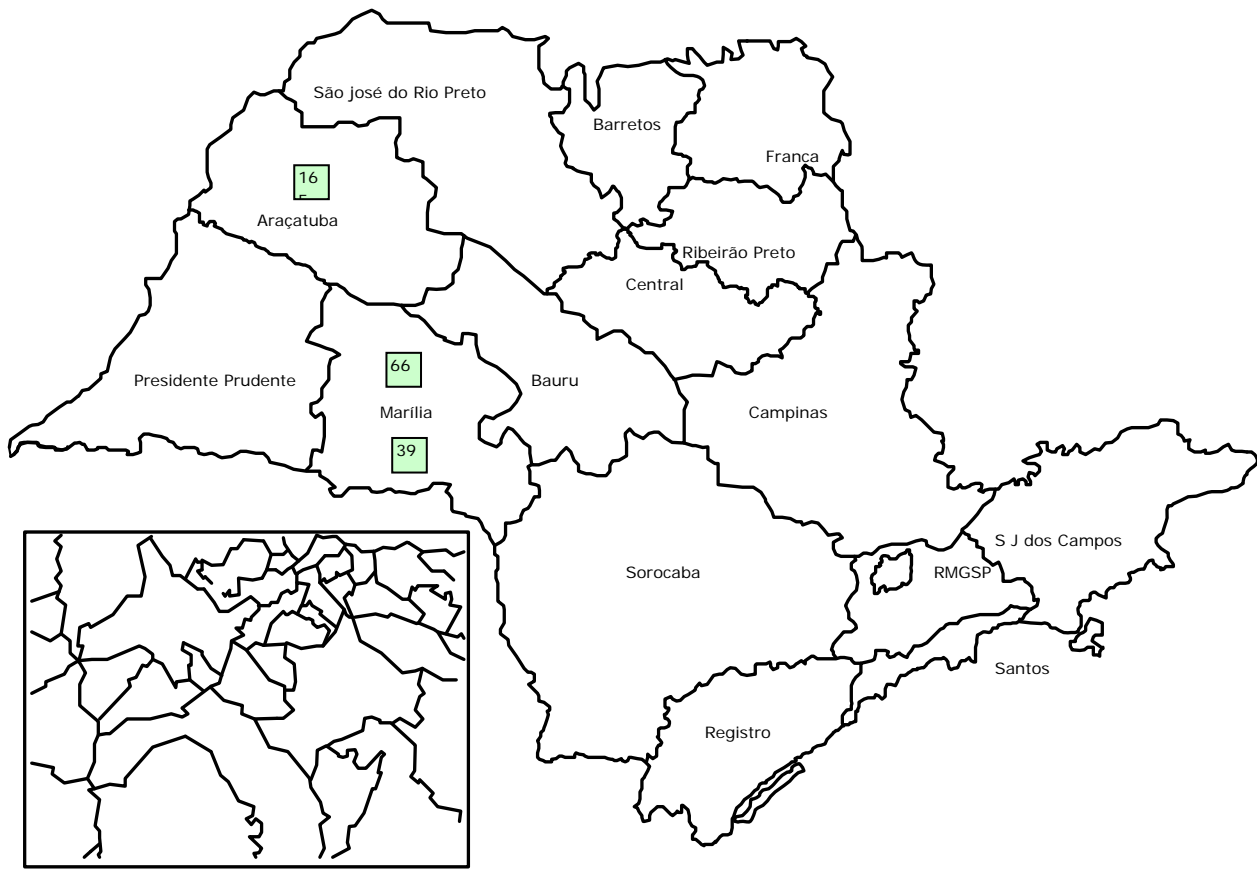 São josé do Rio Preto
Barretos
Franca
16
Araçatuba
Ribeirão Preto
Central
66
Presidente Prudente
Bauru
Marília
Campinas
39
S J dos Campos
Sorocaba
RMGSP
Santos
Registro